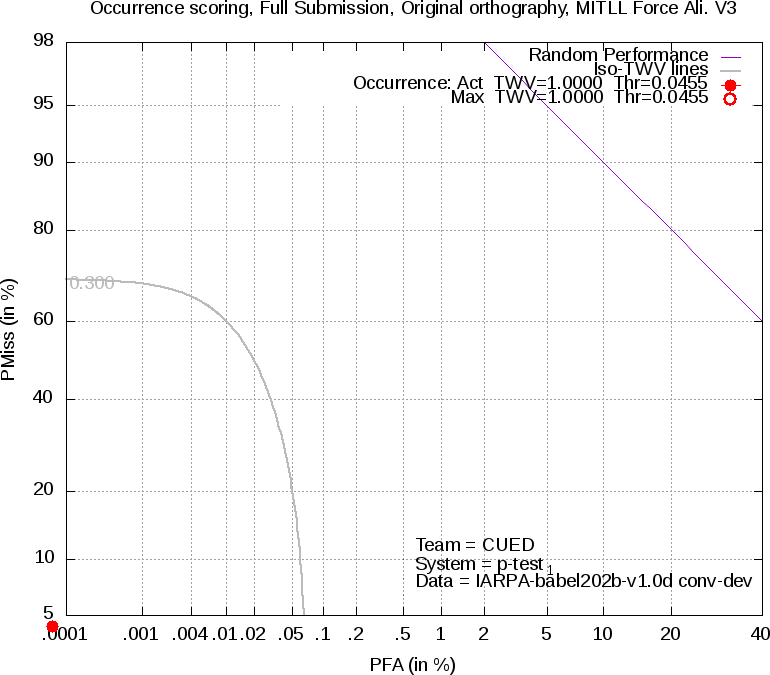 Occurrence scoring, Full Submission, Original orthography, MITLL Force Ali. V3
98
95
90
80
60
40
20
10
5
PMiss (in %)
Random Performance
Iso-TWV lines
Occurrence: Act TWV=1.0000 Thr=0.0455
Max TWV=1.0000 Thr=0.0455
0.300
Team = CUED
System = p-test_1
Data = IARPA-babel202b-v1.0d conv-dev
.0001 .001 .004 .01 .02 .05 .1 .2 .5 1 2 5 10 20 40
PFA (in %)